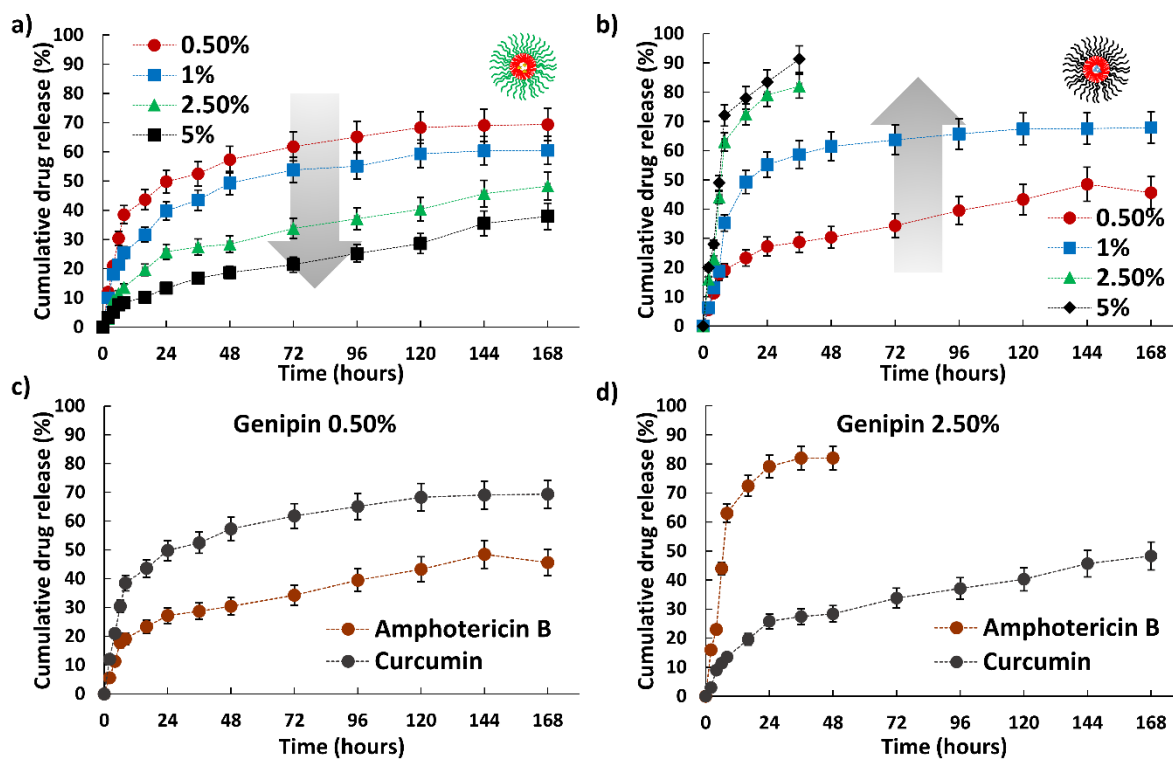 a)
Cumulative drug release (%)
100
90
80
70
60
50
40
30
20
10
0
0.50%
1%
2.50%
5%
0 24 48 72 96 120 144 168
Time (hours)
b)
Cumulative drug release (%)
100
90
80
70
60
50
40
30
20
10
0
0.50%
1%
2.50%
5%
0 24 48 72 96 120 144 168
Time (hours)
c)
Cumulative drug release (%)
100
90
80
70
60
50
40
30
20
10
0
Genipin 0.50%
Amphotericin B
Curcumin
0 24 48 72 96 120 144 168
Time (hours)
d)
Cumulative drug release (%)
100
90
80
70
60
50
40
30
20
10
0
Genipin 2.50%
Amphotericin B
Curcumin
0 24 48 72 96 120 144 168
Time (hours)